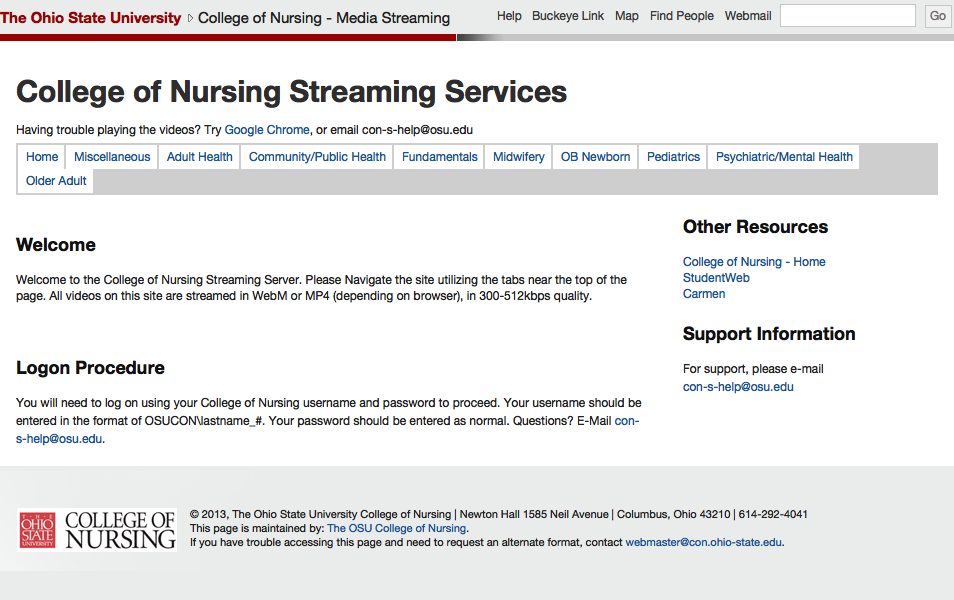 The Ohio State University ▷ College of Nursing - Media Streaming
Help Buckeye Link Map Find People Webmail Go
College of Nursing Streaming Services
Having trouble playing the videos? Try Google Chrome, or email con-s-help@osu.edu
Home Miscellaneous Adult Health Community/Public Health Fundamentals Midwifery OB Newborn Pediatrics Psychiatric/Mental Health
Older Adult
Welcome
Welcome to the College of Nursing Streaming Server. Please Navigate the site utilizing the tabs near the top of the
page. All videos on this site are streamed in WebM or MP4 (depending on browser), in 300-512kbps quality.
Logon Procedure
You will need to log on using your College of Nursing username and password to proceed. Your username should be
entered in the format of OSUCON\lastname_#. Your password should be entered as normal. Questions? E-Mail con-
s-help@osu.edu.
Other Resources
College of Nursing - Home
StudentWeb
Carmen
Support Information
For support, please e-mail
con-s-help@osu.edu
T · H · E
OHIO
STATE
UNIVERSITY
COLLEGE OF
NURSING
© 2013, The Ohio State University College of Nursing | Newton Hall 1585 Neil Avenue | Columbus, Ohio 43210 | 614-292-4041
This page is maintained by: The OSU College of Nursing.
If you have trouble accessing this page and need to request an alternate format, contact webmaster@con.ohio-state.edu.